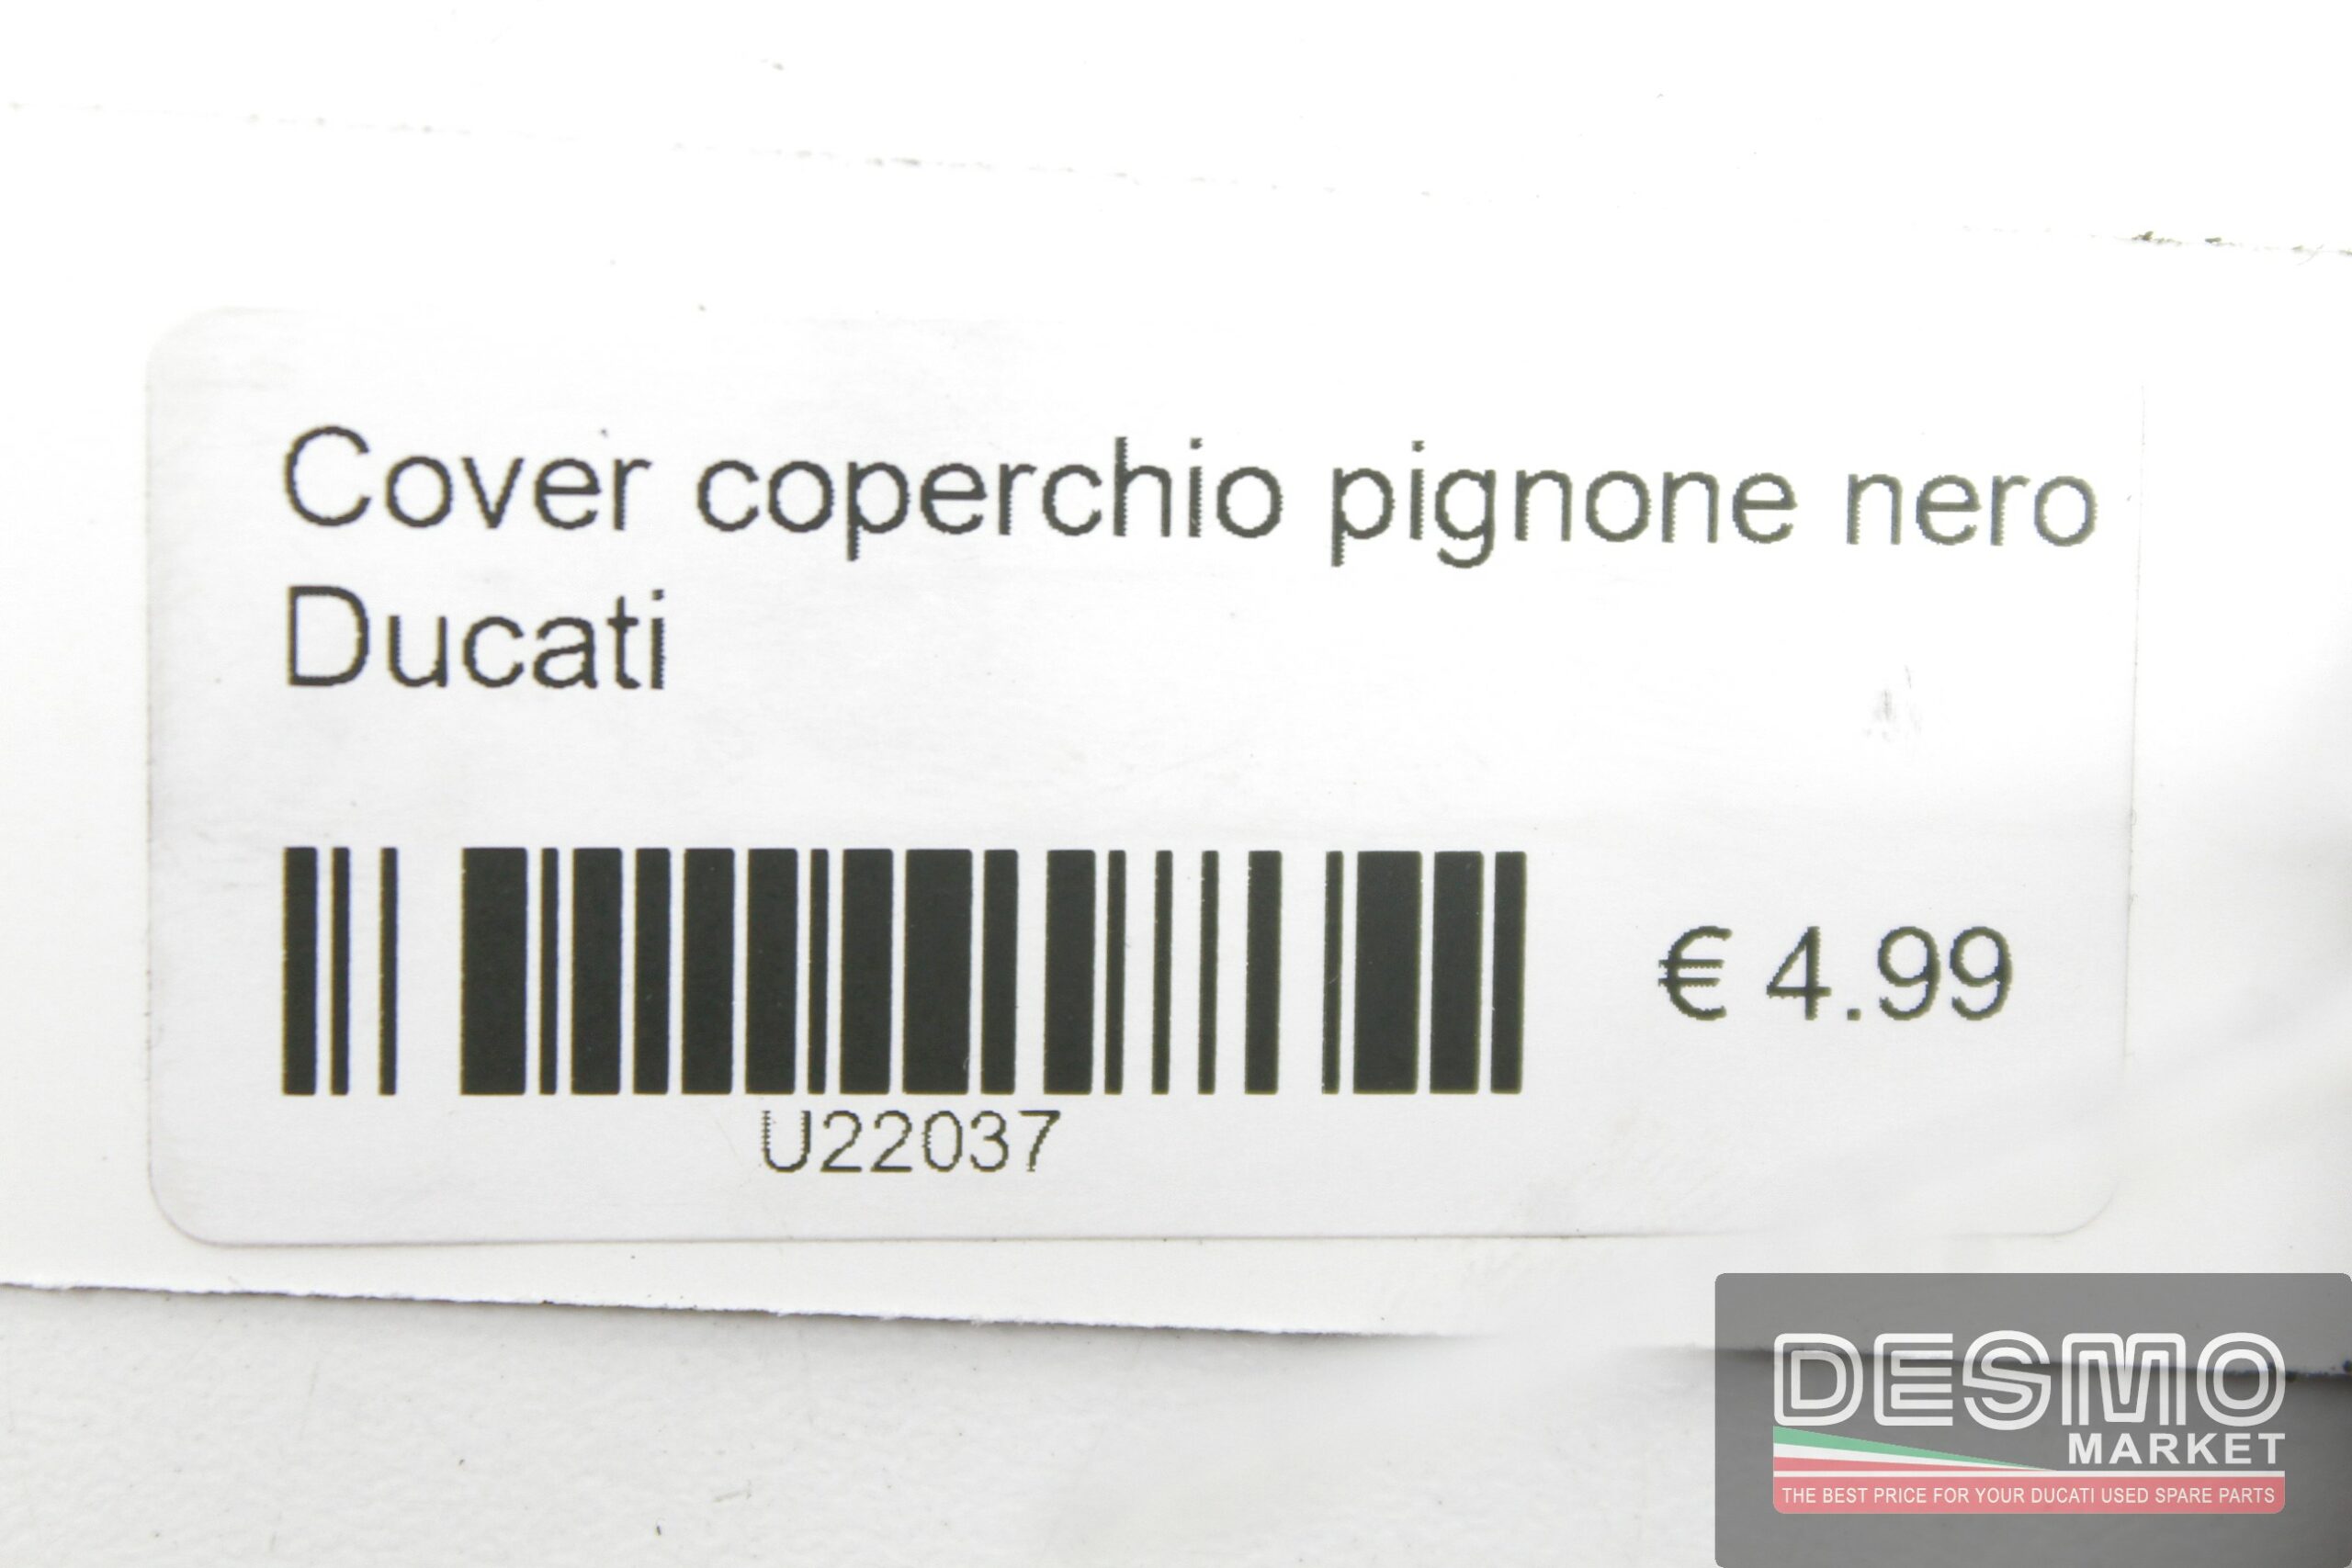 Cover coperchio pignone nero
Ducati
€ 4.99
U22037
DESMO
MARKET
THE BEST PRICE FOR YOUR DUCATI USED SPARE PARTS